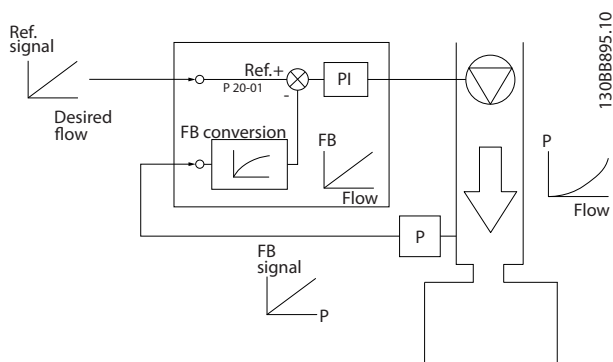 Ref.
signal
Desired
flow
Ref.+
P 20-01
-
PI
FB conversion
FB
Flow
P
FB
signal
P
P
Flow
130BB895.10